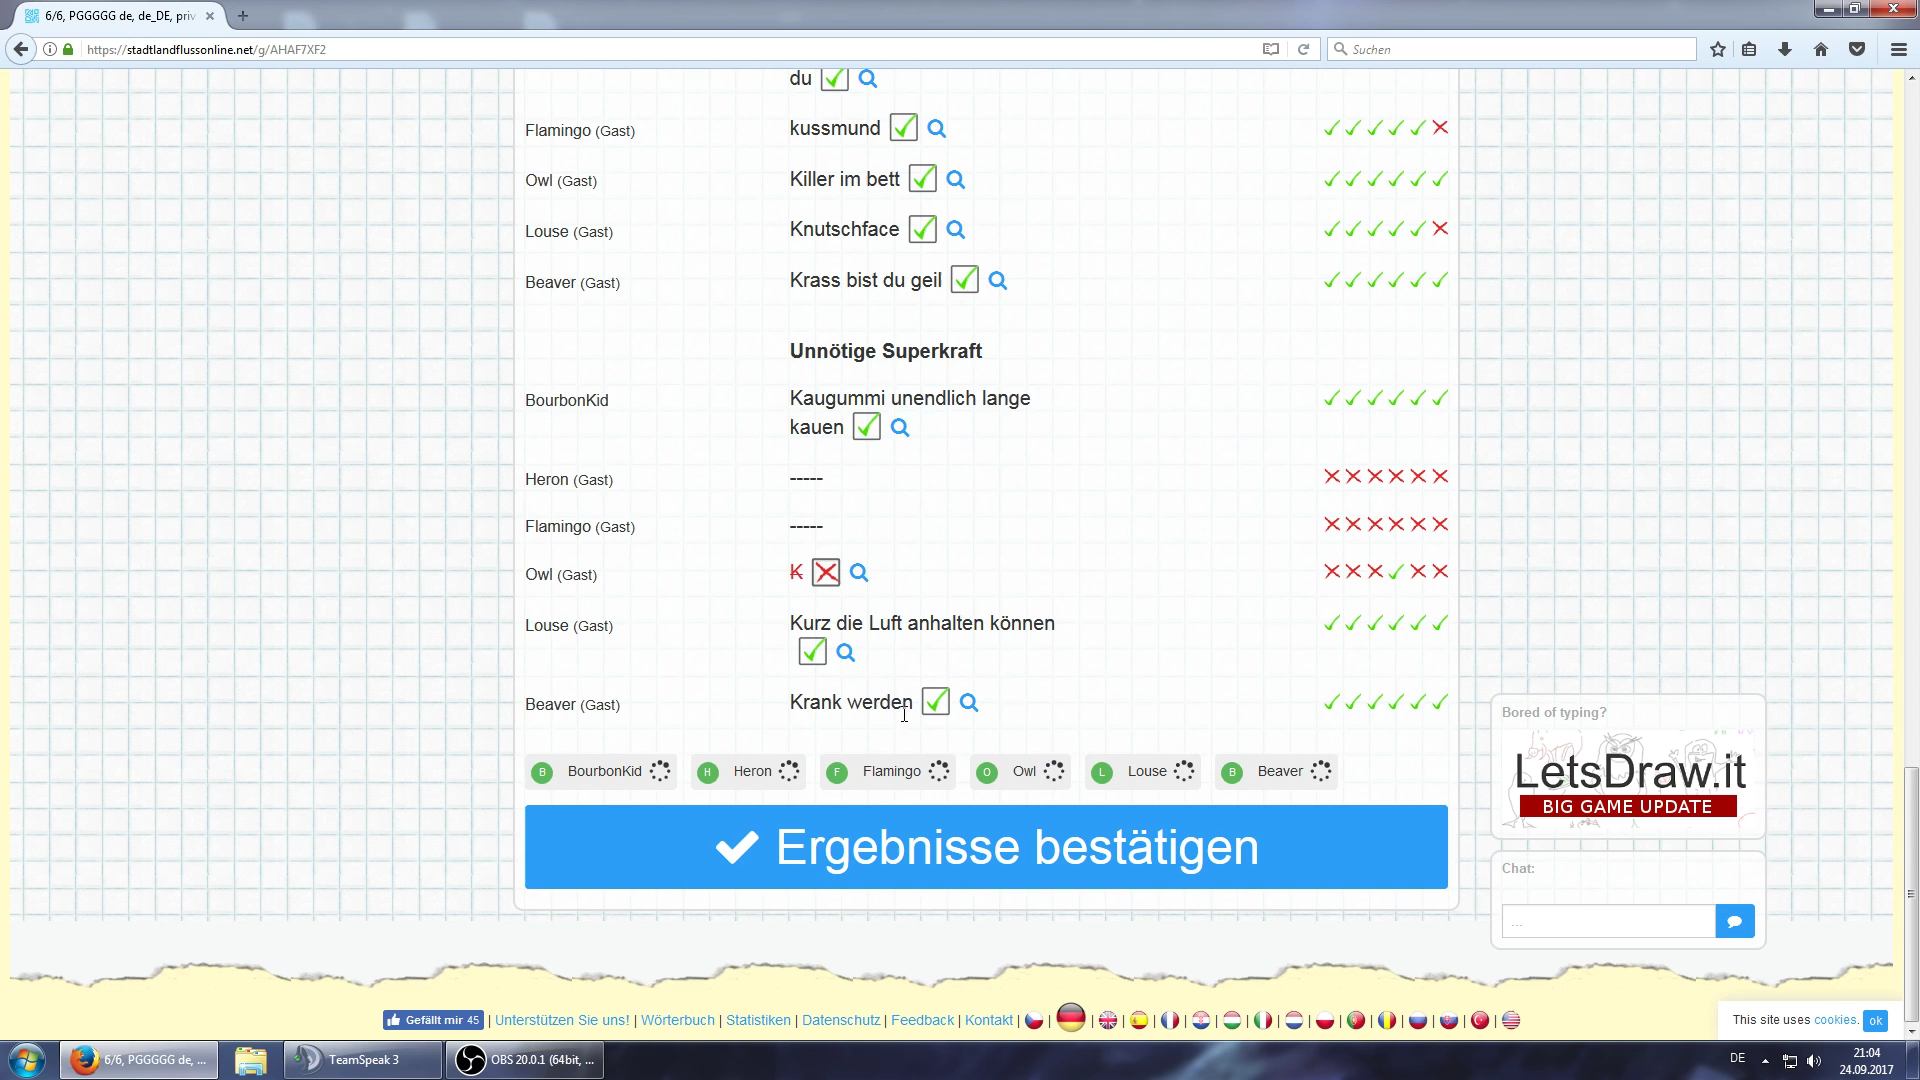 6/6, PGGGGG de, de_DE, priv
https://stadtlandflussonline.net/g/AHAF7XF2
Suchen
du
Flamingo (Gast) kussmund
Owl (Gast) Killer im bett
Louse (Gast) Knutschface
Beaver (Gast) Krass bist du geil
Unnötige Superkraft
BourbonKid Kaugummi unendlich lange
kauen
Heron (Gast) -----
Flamingo (Gast) -----
Owl (Gast) K
Louse (Gast) Kurz die Luft anhalten können
Beaver (Gast) Krank werden
B BourbonKid H Heron F Flamingo O Owl L Louse B Beaver
Ergebnisse bestätigen
Bored of typing?
LetsDraw.it
BIG GAME UPDATE
Chat:
...
Gefällt mir 45 | Unterstützen Sie uns! | Wörterbuch | Statistiken | Datenschutz | Feedback | Kontakt |
This site uses cookies. ok
6/6, PGGGGG de, ...
TeamSpeak 3
OBS 20.0.1 (64bit, ...
DE
21:04
24.09.2017